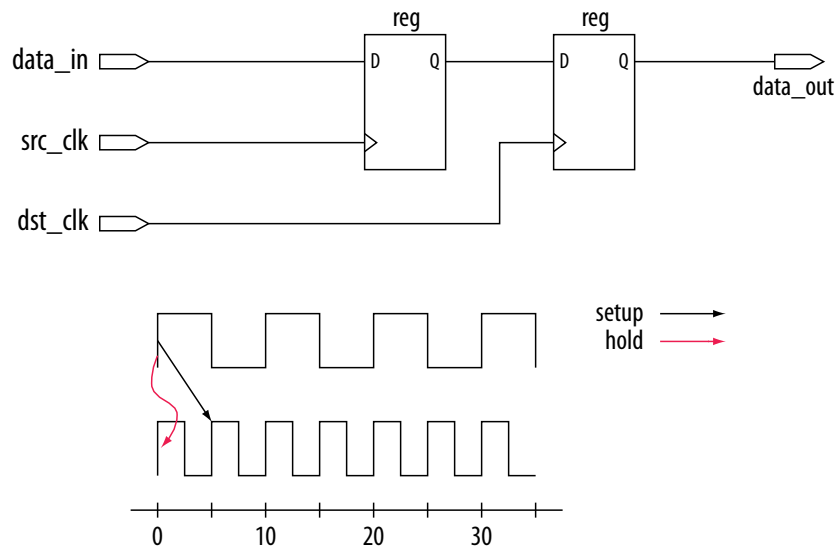 reg reg
data_in D Q D Q
data_out
src_clk
dst_clk
setup
hold
0 10 20 30